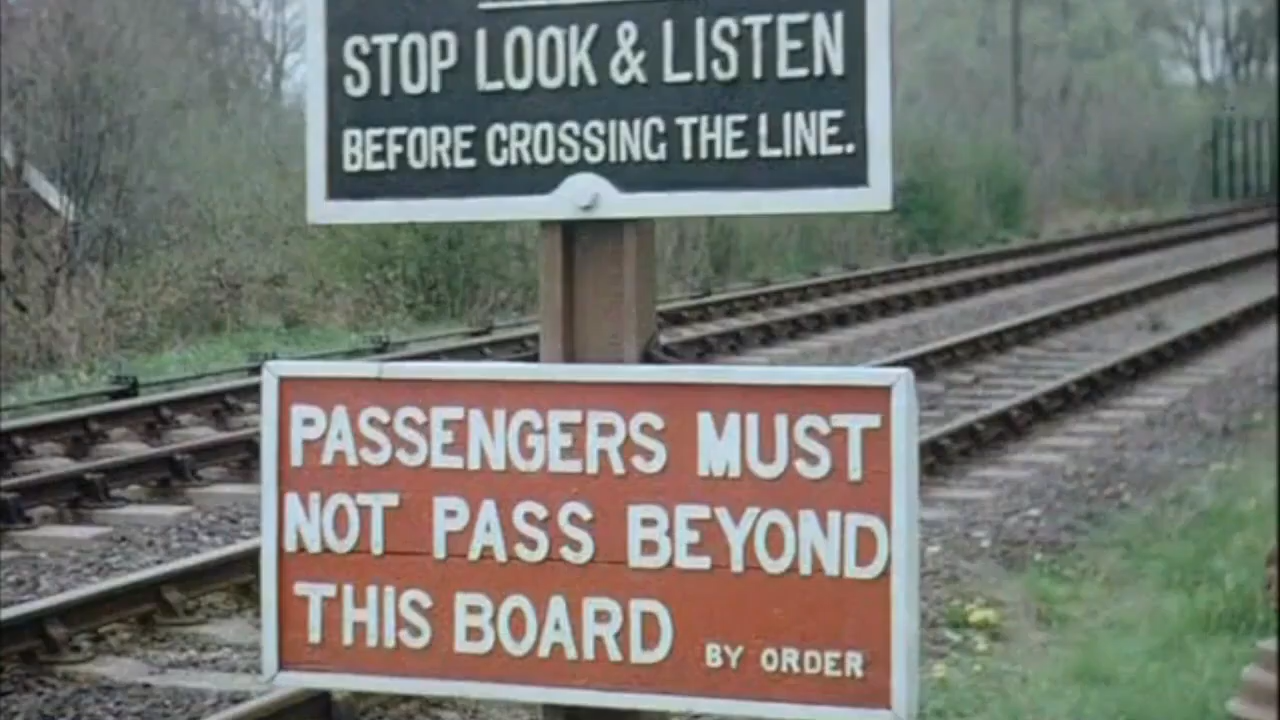 STOP LOOK & LISTEN
BEFORE CROSSING THE LINE.
PASSENGERS MUST
NOT PASS BEYOND
THIS BOARD BY ORDER